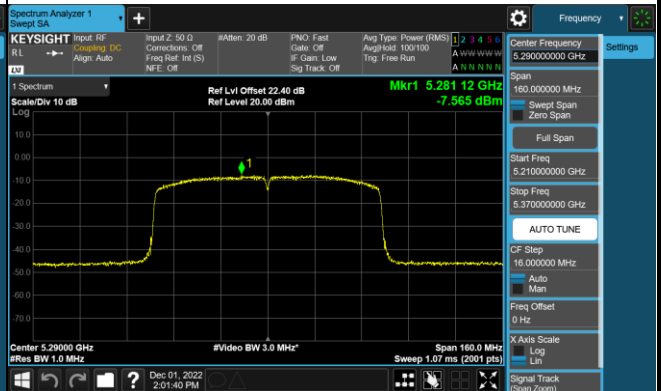 Spectrum Analyzer 1
Swept SA
+
Frequency
KEYSIGHT
RL
LXI
Input: RF
Coupling: DC
Align: Auto
Input Z: 50 Ω
Corrections: Off
Freq Ref: Int (S)
NFE: Off
#Atten: 20 dB
PNO: Fast
Gate: Off
IF Gain: Low
Sig Track: Off
Avg Type: Power (RMS)
Avg|Hold: 100/100
Trig: Free Run
1 2 3 4 5 6
A W W W W W
A N N N N N
1 Spectrum
Scale/Div 10 dB
Log
Ref Lvl Offset 22.40 dB
Ref Level 20.00 dBm
Mkr1 5.281 12 GHz
-7.565 dBm
10.0
0.00
-10.0
-20.0
-30.0
-40.0
-50.0
-60.0
-70.0
1
Center 5.29000 GHz
#Res BW 1.0 MHz
#Video BW 3.0 MHz*
Span 160.0 MHz
Sweep 1.07 ms (2001 pts)
?
Dec 01, 2022
2:01:40 PM
Center Frequency
5.290000000 GHz
Settings
Span
160.000000 MHz
Swept Span
Zero Span
Full Span
Start Freq
5.210000000 GHz
Stop Freq
5.370000000 GHz
AUTO TUNE
CF Step
16.000000 MHz
Auto
Man
Freq Offset
0 Hz
X Axis Scale
Log
Lin
Signal Track
(Span Zoom)